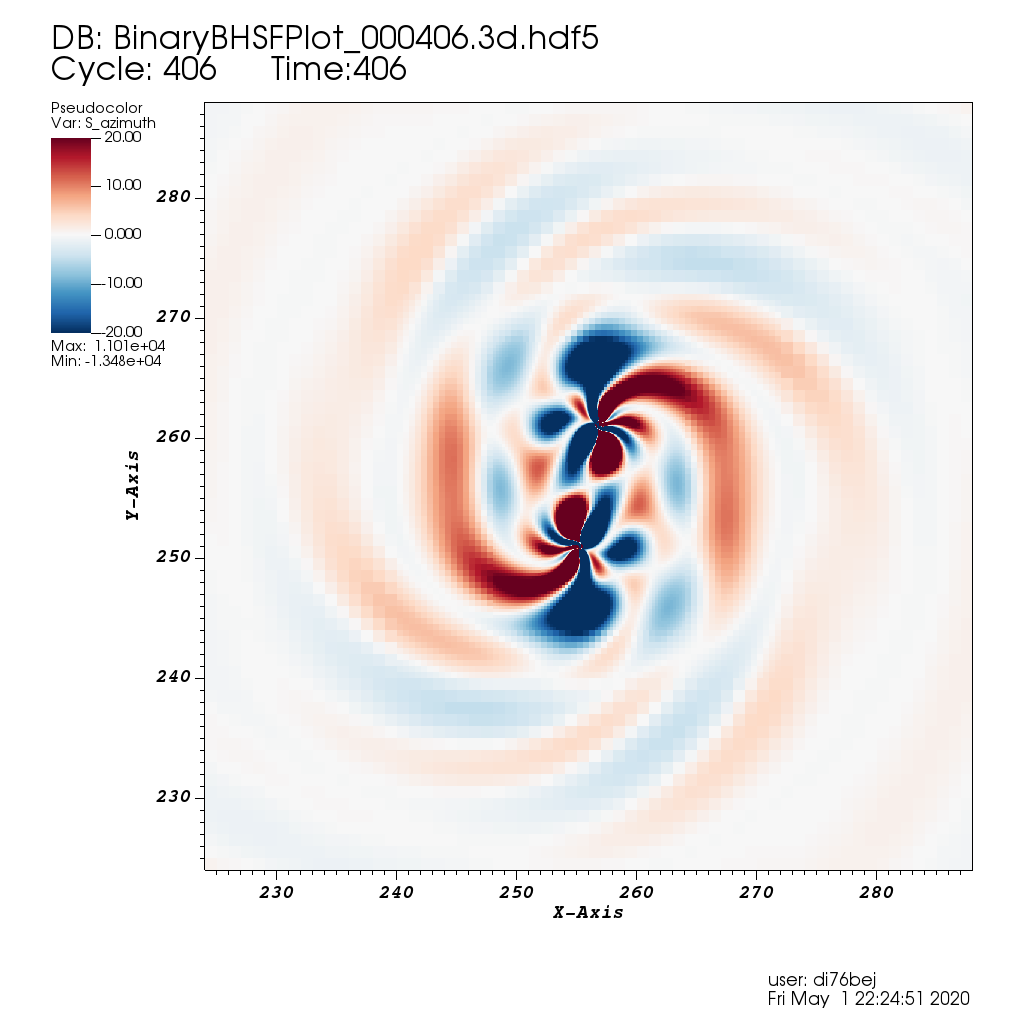 DB: BinaryBHSFPlot_000406.3d.hdf5
Cycle: 406 Time:406
Pseudocolor
Var: S_azimuth
20.00
10.00
0.000
-10.00
-20.00
Max: 1.101e+04
Min: -1.348e+04
280
270
260
250
240
230
Y-Axis
230 240 250 260 270 280
X-Axis
user: di76bej
Fri May 1 22:24:51 2020